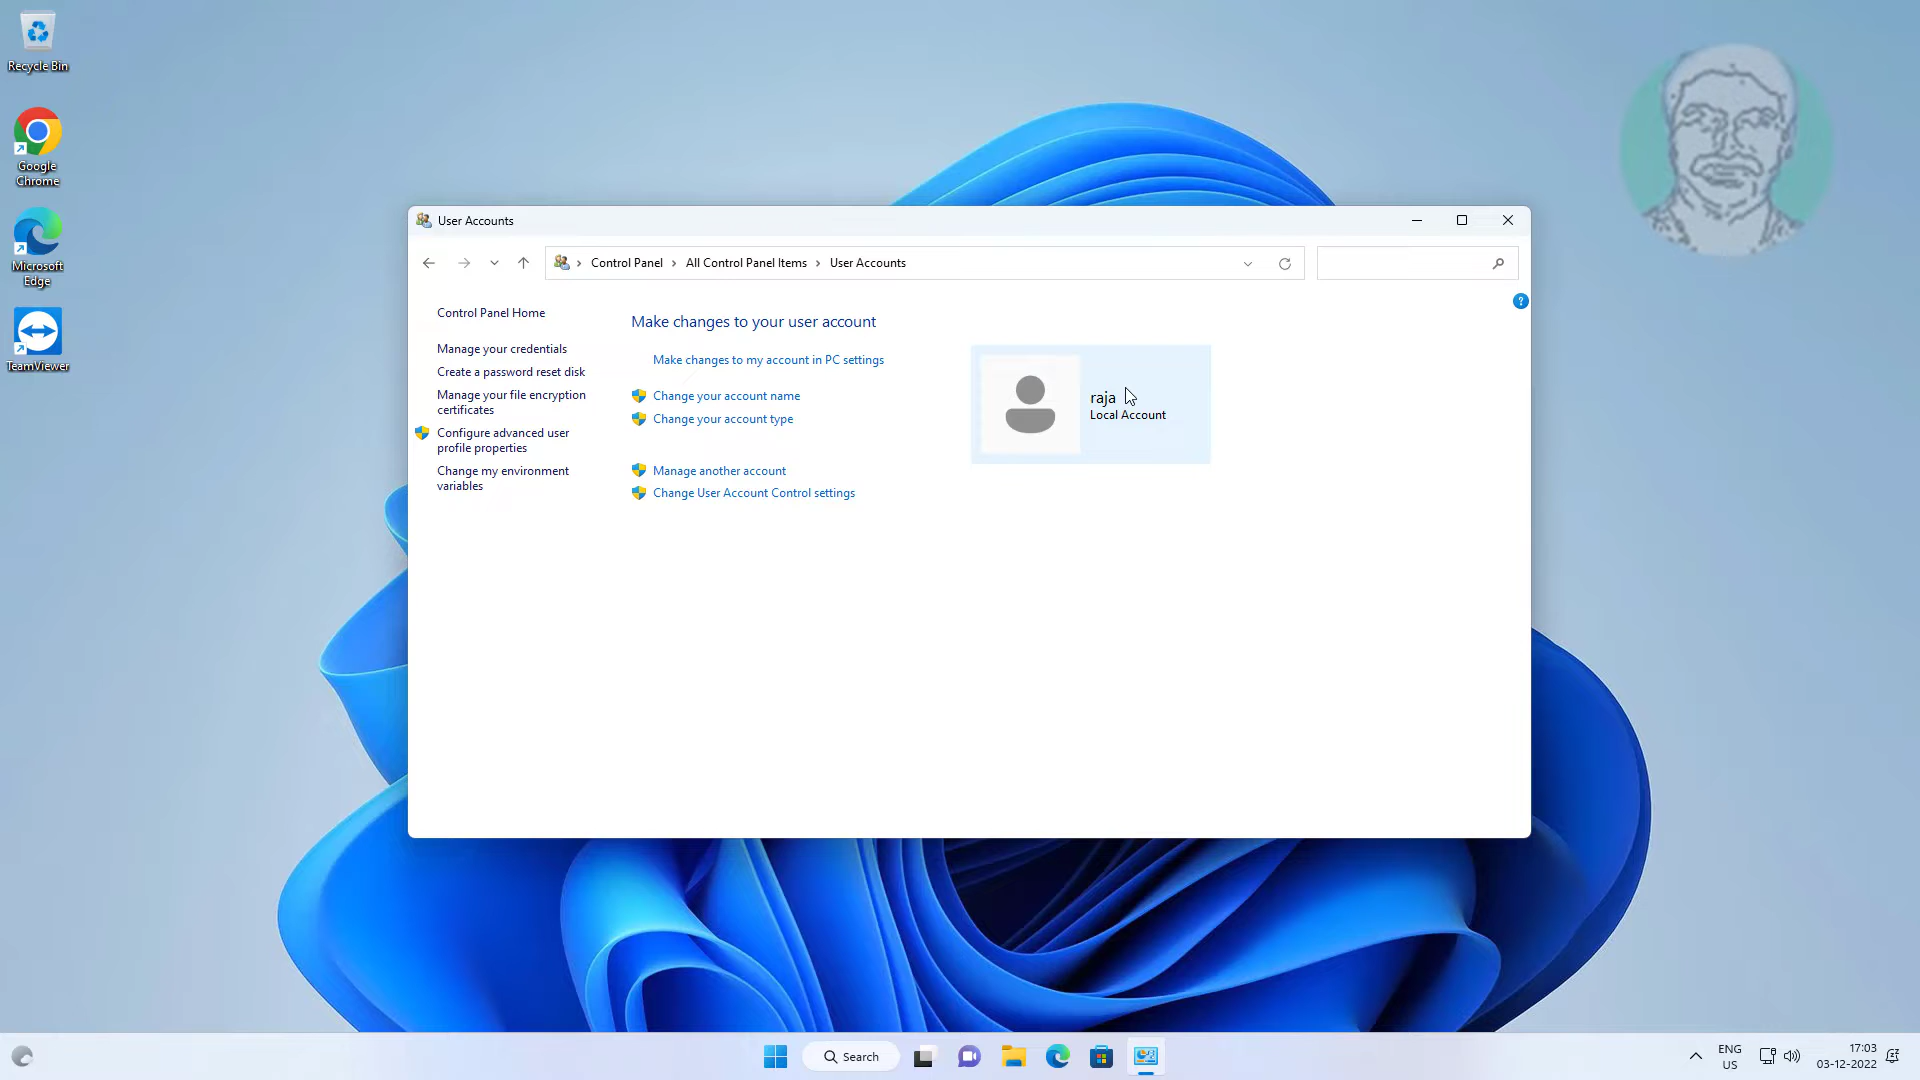 Recycle Bin
Google
Chrome
Microsoft
Edge
TeamViewer
User Accounts
Control Panel
All Control Panel Items
User Accounts
?
Control Panel Home
Manage your credentials
Create a password reset disk
Manage your file encryption
certificates
Configure advanced user
profile properties
Change my environment
variables
Make changes to your user account
Make changes to my account in PC settings
Change your account name
Change your account type
Manage another account
Change User Account Control settings
raja
Local Account
Search
ENG
US
17:03
03-12-2022